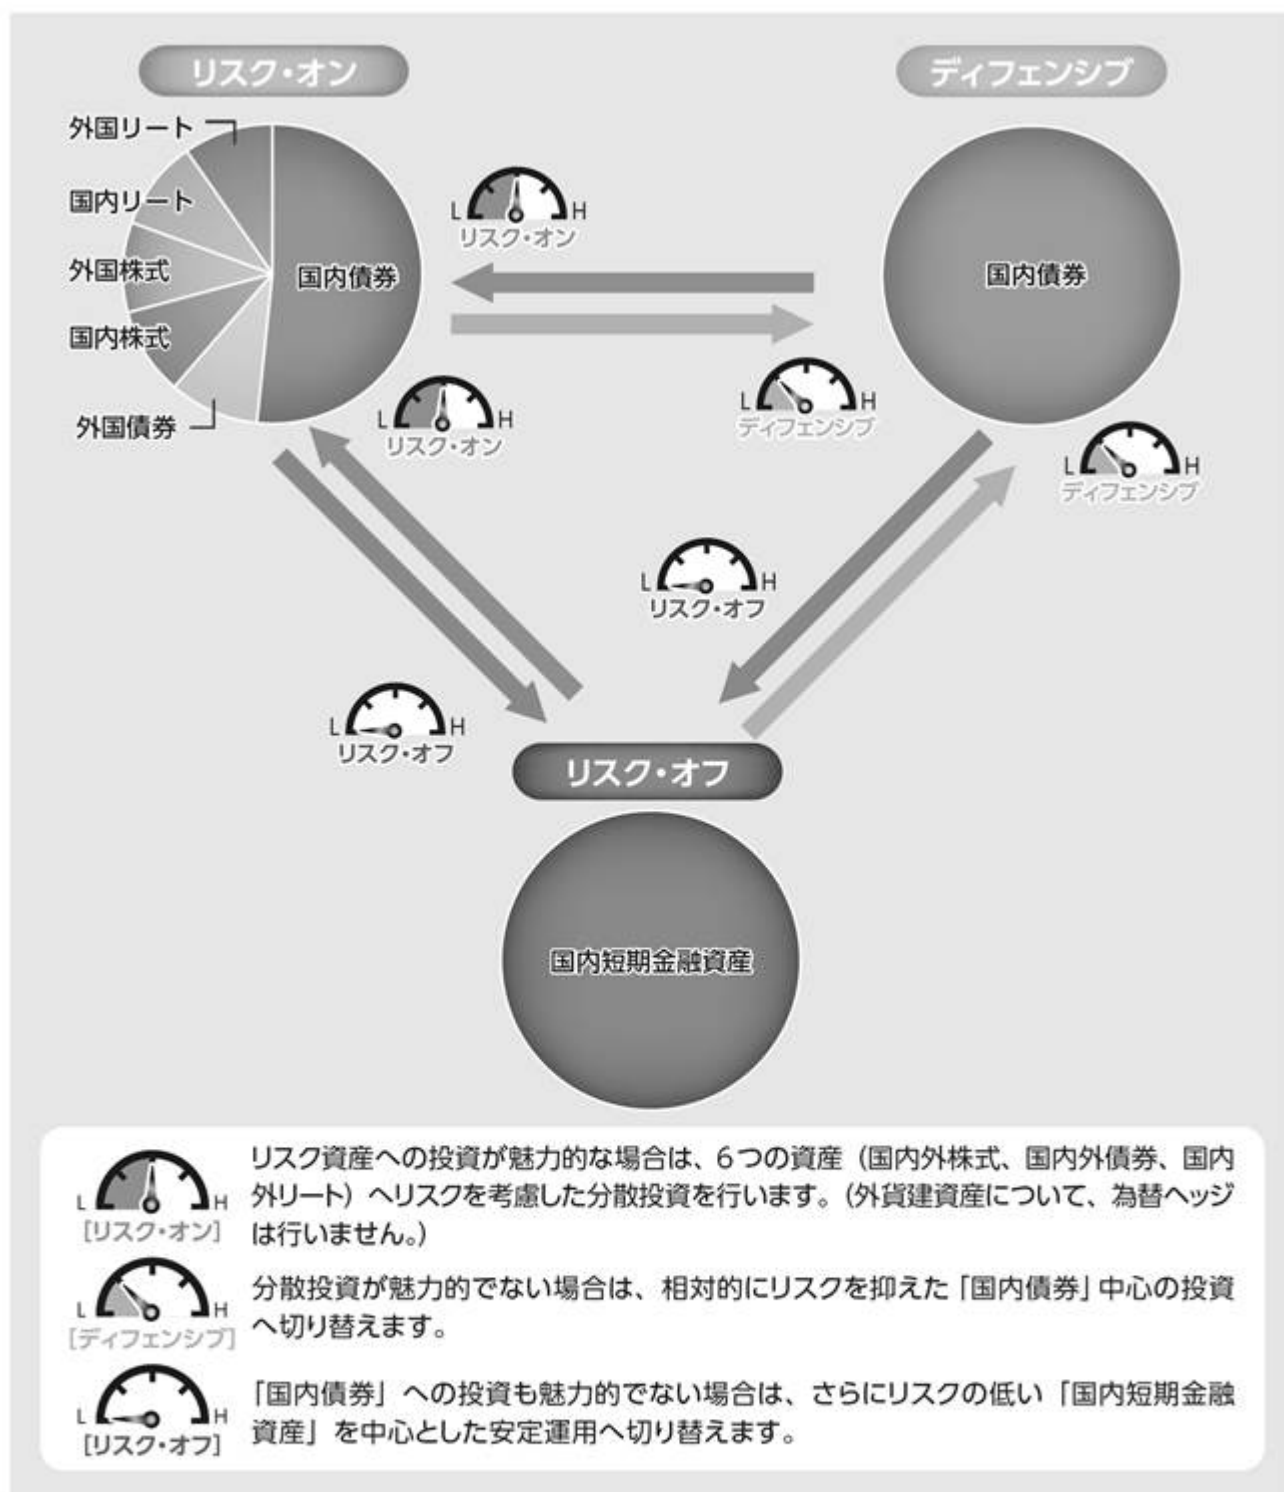 リスク・オン
ディフェンシブ
外国リート
国内リート
外国株式
国内株式
外国債券
国内債券
国内債券
L H
リスク・オン
L H
ディフェンシブ
L H
リスク・オン
L H
ディフェンシブ
L H
リスク・オフ
L H
リスク・オフ
リスク・オフ
国内短期金融資産
L H
[リスク・オン]
リスク資産への投資が魅力的な場合は、6つの資産（国内外株式、国内外債券、国内
外リート）へリスクを考慮した分散投資を行います。（外貨建資産について、為替ヘッジ
は行いません。）
L H
[ディフェンシブ]
分散投資が魅力的でない場合は、相対的にリスクを抑えた「国内債券」中心の投資
へ切り替えます。
L H
[リスク・オフ]
「国内債券」への投資も魅力的でない場合は、さらにリスクの低い「国内短期金融
資産」を中心とした安定運用へ切り替えます。